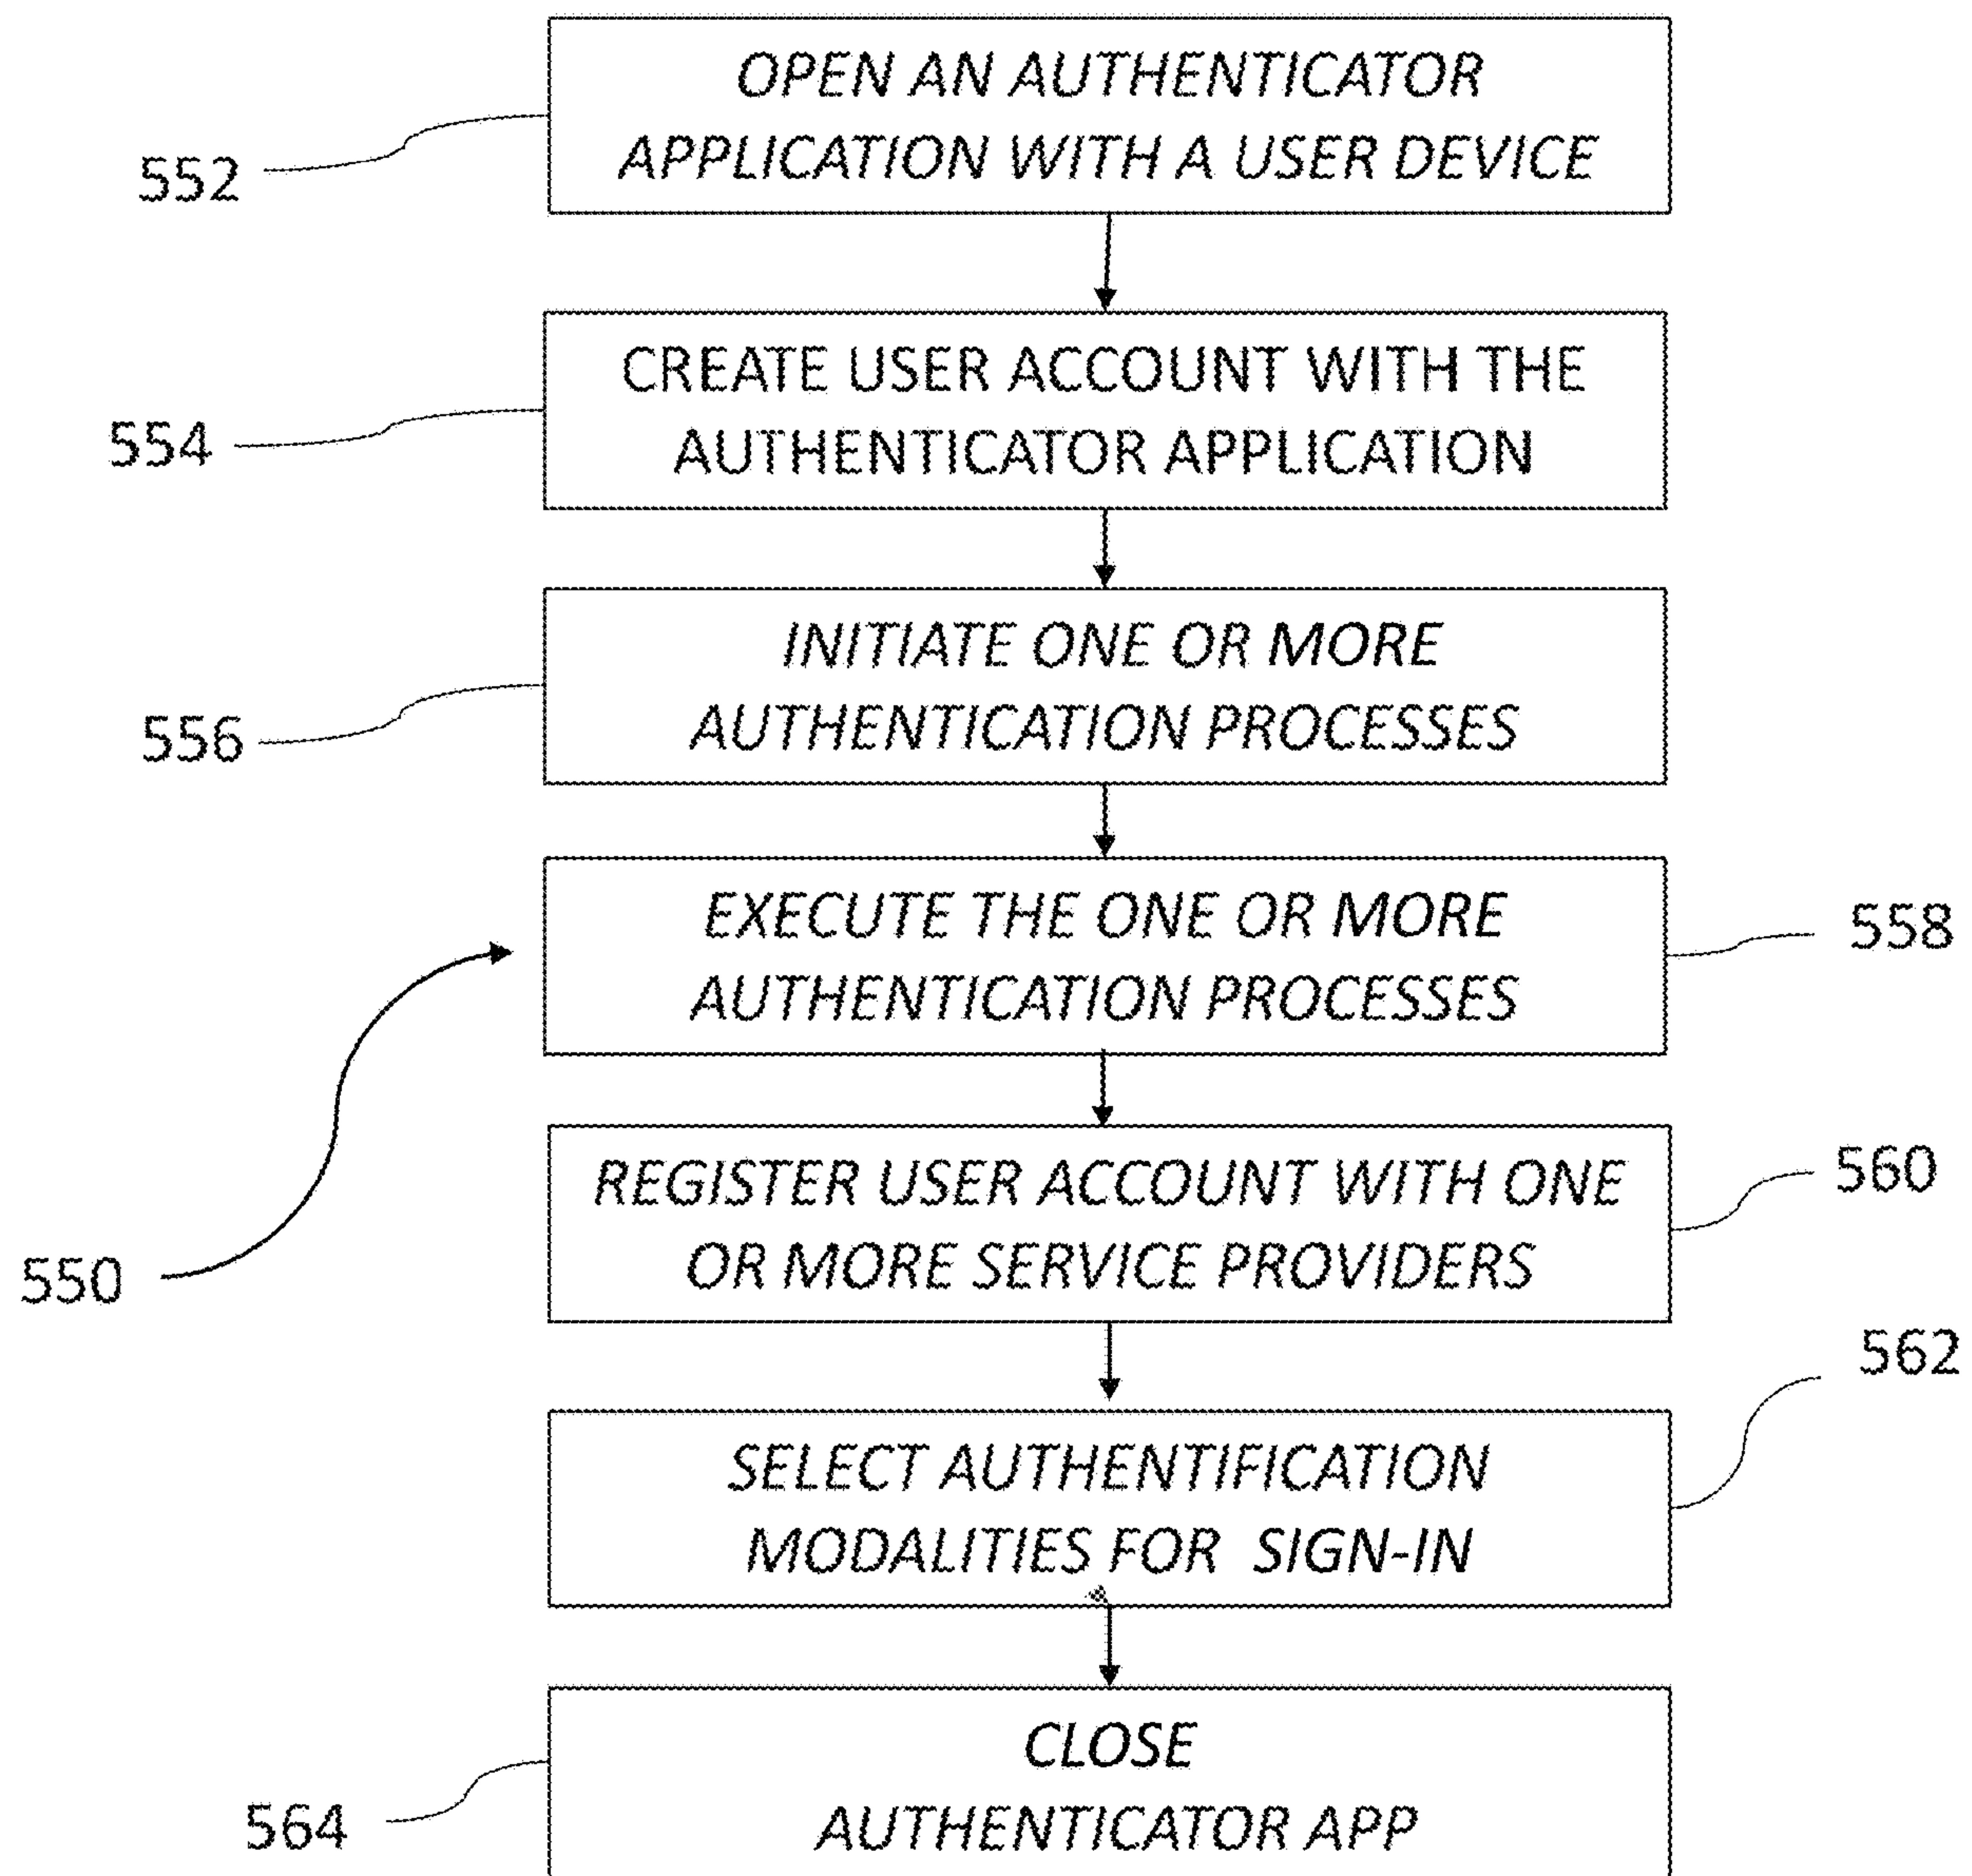 OPEN AN AUTHENTICATOR
APPLICATION WITH A USER DEVICE
552
CREATE USER ACCOUNT WITH THE
AUTHENTICATOR APPLICATION
554
INITIATE ONE OR MORE
AUTHENTICATION PROCESSES
556
EXECUTE THE ONE OR MORE
AUTHENTICATION PROCESSES
558
550
REGISTER USER ACCOUNT WITH ONE
OR MORE SERVICE PROVIDERS
560
SELECT AUTHENTIFICATION
MODALITIES FOR SIGN-IN
562
CLOSE
AUTHENTICATOR APP
564